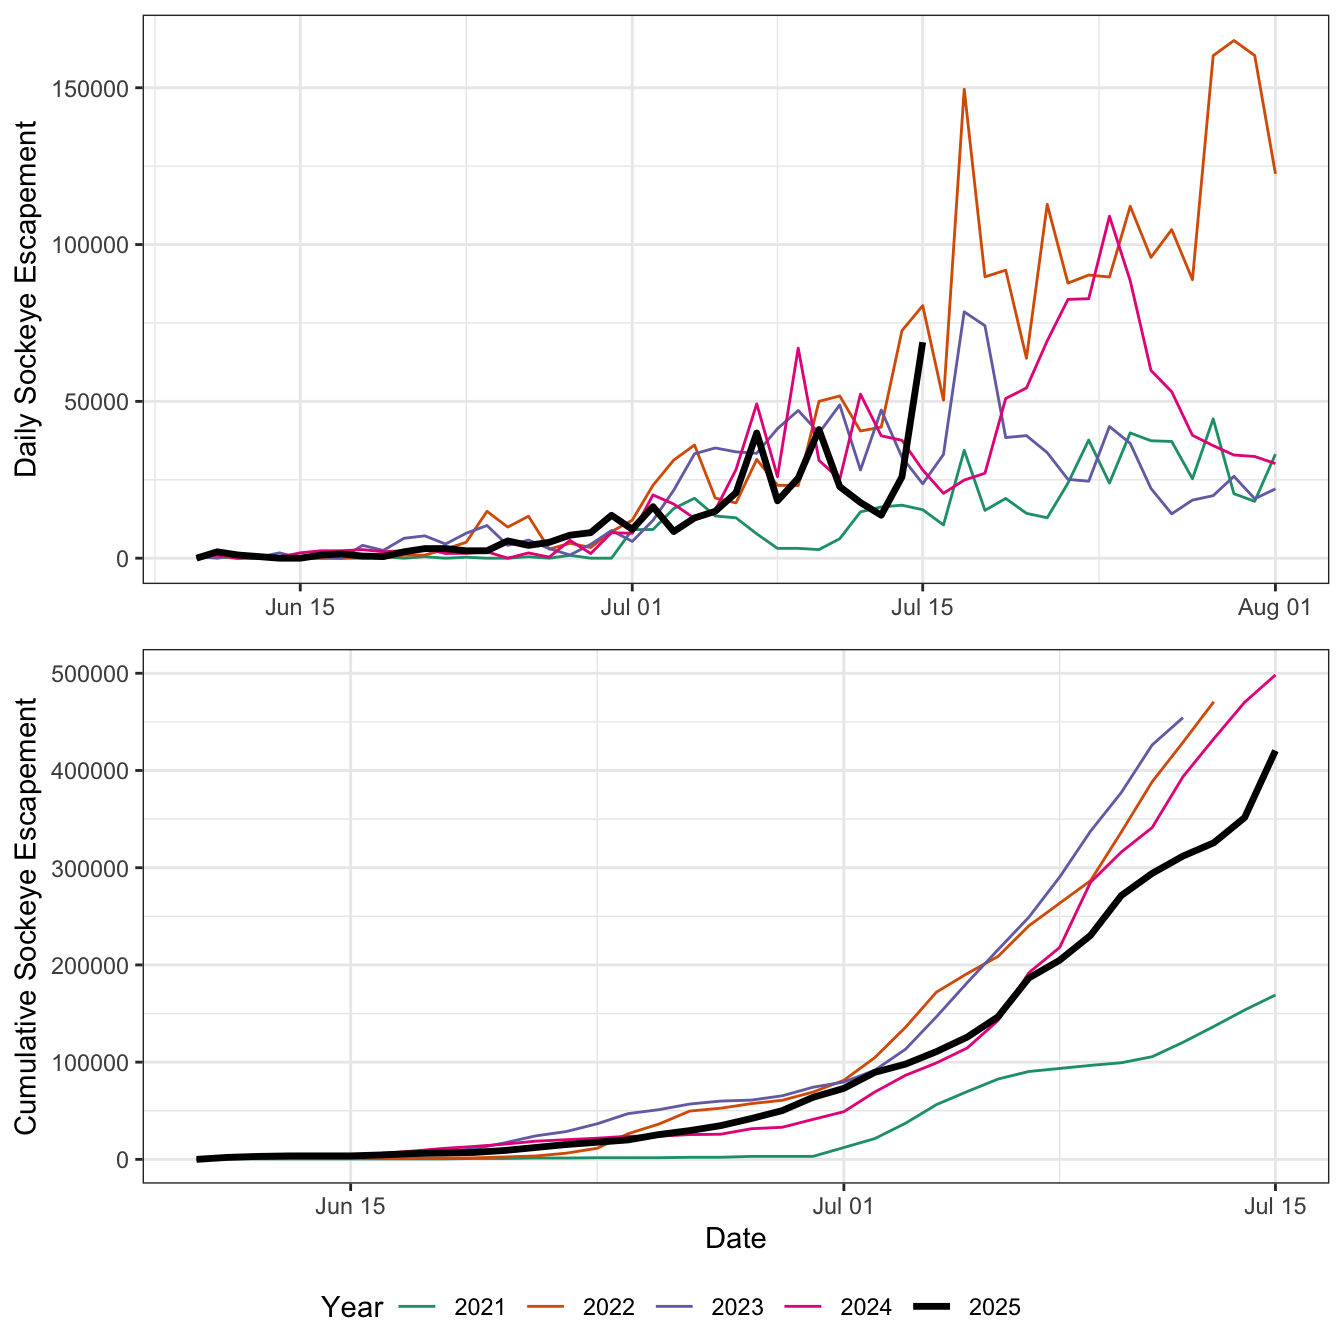 Daily Sockeye Escapement
150000
100000
50000
0
Jun 15 Jul 01 Jul 15 Aug 01
Cumulative Sockeye Escapement
500000
400000
300000
200000
100000
0
Jun 15 Jul 01 Jul 15
Date
Year 2021 2022 2023 2024 2025